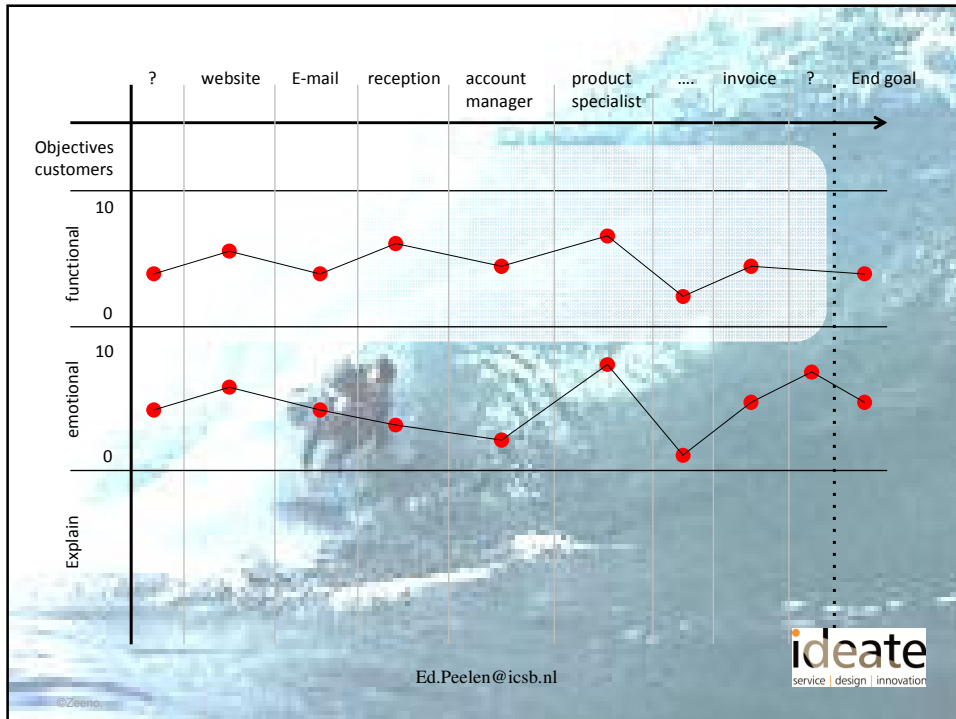 ? website E-mail reception account manager product specialist .... invoice ? End goal
Objectives
customers
10
functional
0
10
emotional
0
Explain
ideate
service | design | innovation
Ed.Peelen@icsb.nl
©Zeeno.